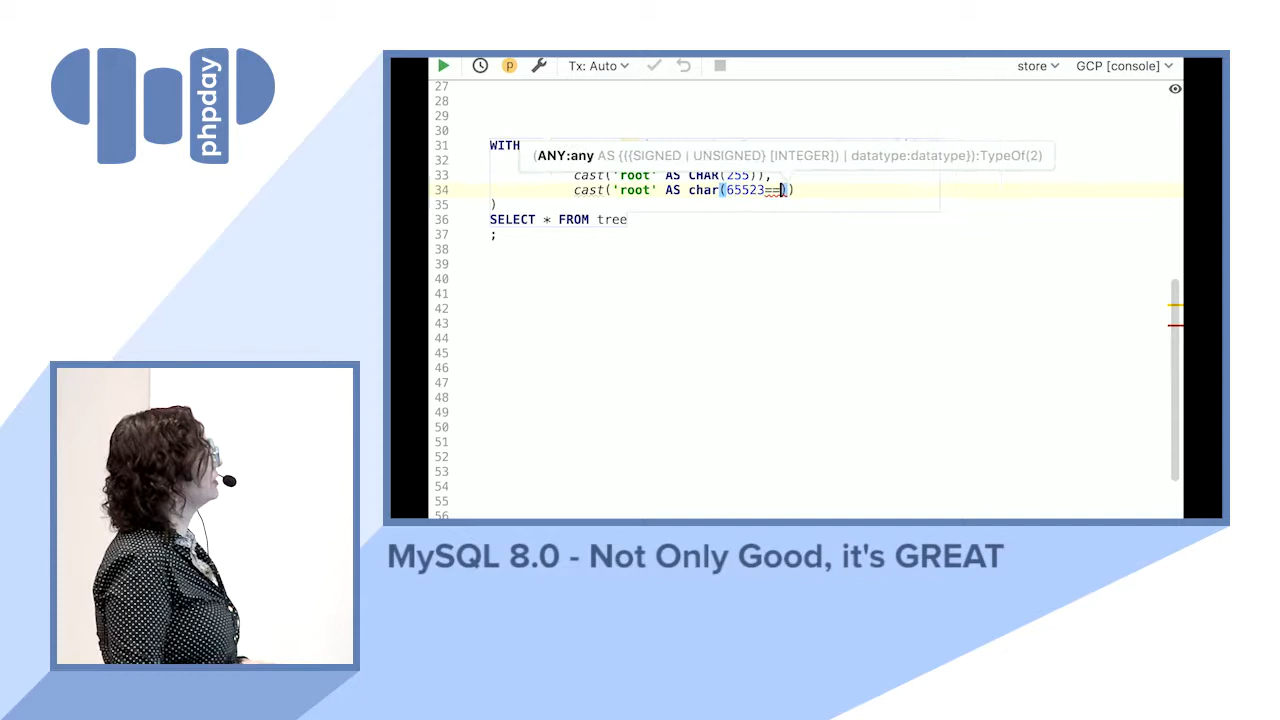 phpday
Tx: Auto
store
GCP [console]
27
28
29
30
31 WITH
(ANY:any AS {({SIGNED | UNSIGNED} [INTEGER]) | datatype:datatype}):TypeOf(2)
32
33 cast('root' AS CHAR(255)),
34 cast('root' AS char(65523==))
35 )
36 SELECT * FROM tree
37 ;
38
39
40
41
42
43
44
45
46
47
48
49
50
51
52
53
54
55
56
MySQL 8.0 - Not Only Good, it's GREAT